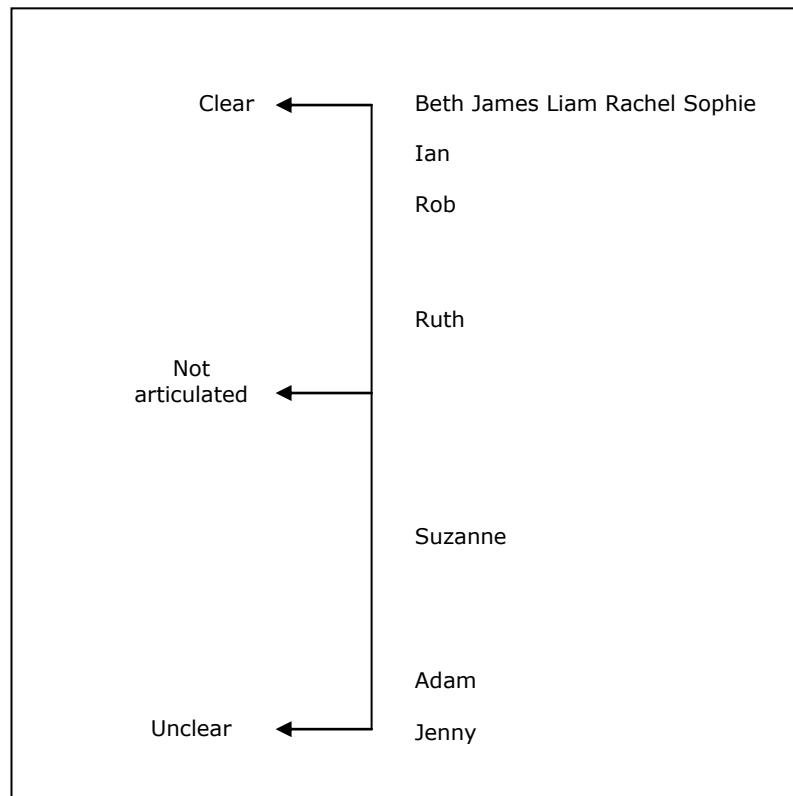 Clear
Beth James Liam Rachel Sophie
Ian
Rob
Ruth
Not
articulated
Suzanne
Adam
Unclear
Jenny